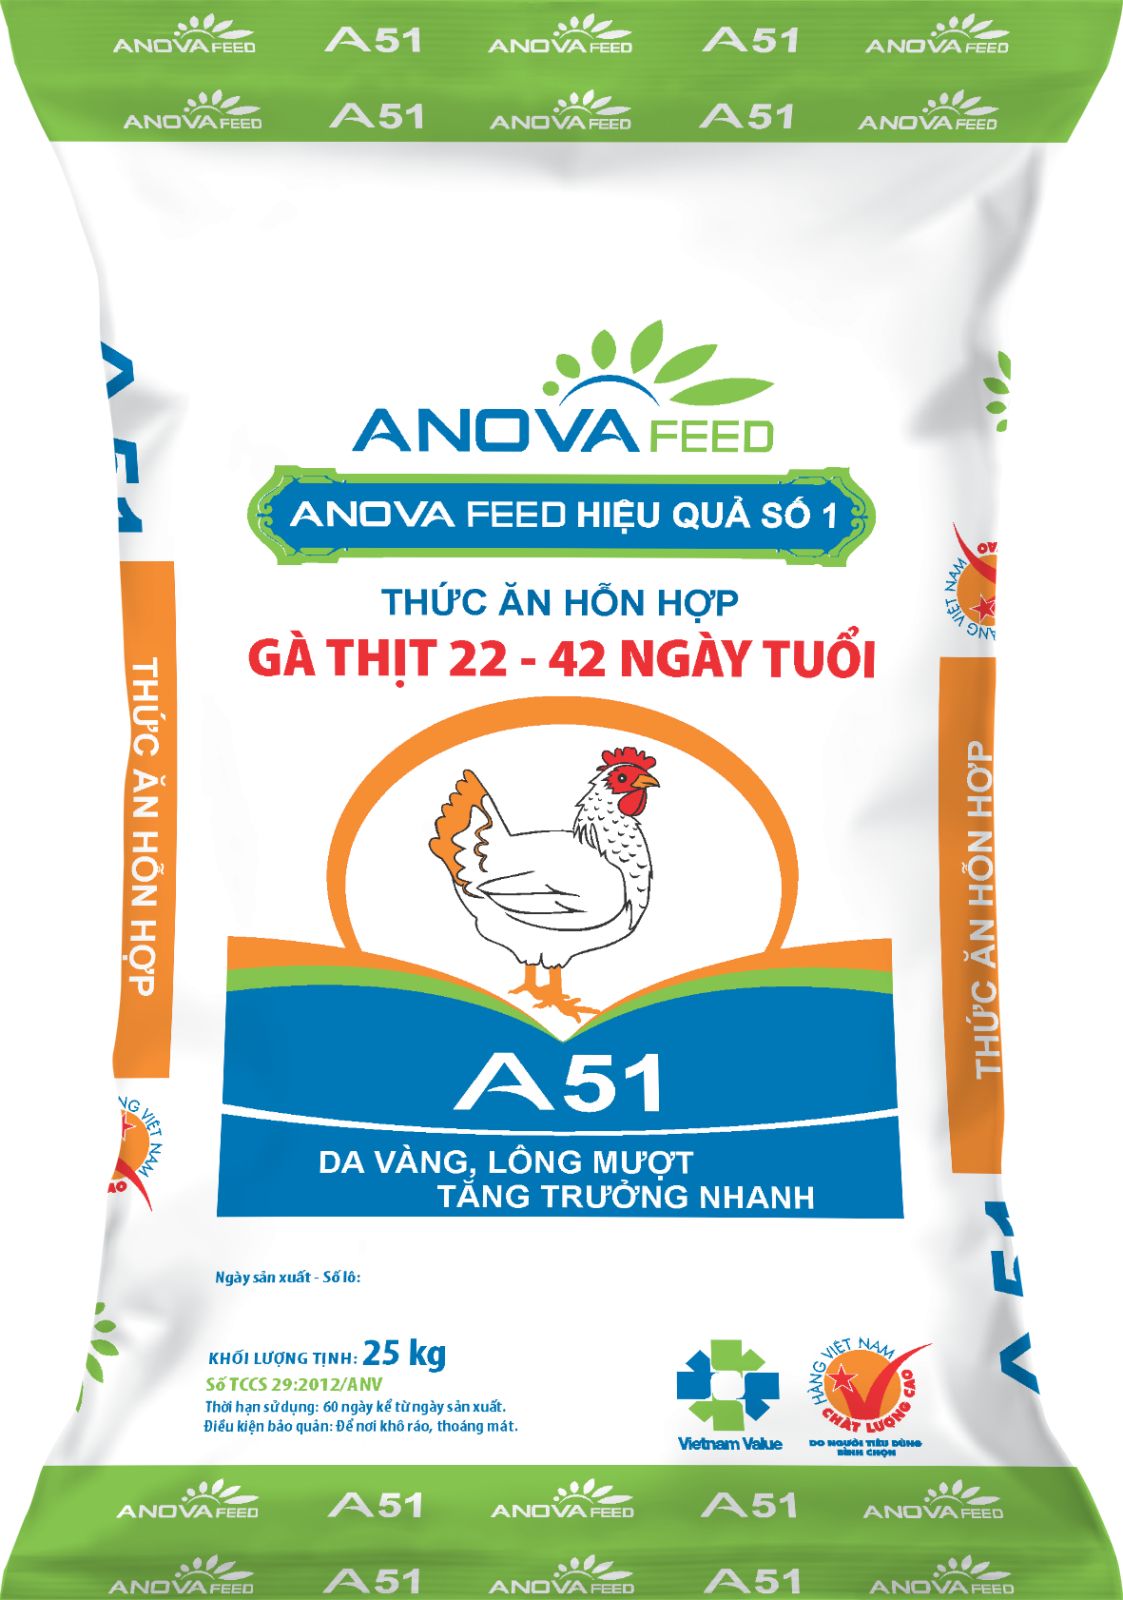 ANOVA FEED A51 ANOVA FEED A51 ANOVA FEED
ANOVA FEED A51 ANOVA FEED A51 ANOVA FEED
ANOVA FEED
ANOVA FEED HIỆU QUẢ SỐ 1
THỨC ĂN HỖN HỢP
GÀ THỊT 22 - 42 NGÀY TUỔI
A 51
THỨC ĂN HỖN HỢP
THỨC ĂN HỖN HỢP
A 51
A51
DA VÀNG, LÔNG MƯỢT
TĂNG TRƯỞNG NHANH
Ngày sản xuất - Số lô:
KHỐI LƯỢNG TỊNH: 25 kg
Số TCCS 29:2012/ANV
Thời hạn sử dụng: 60 ngày kể từ ngày sản xuất.
Điều kiện bảo quản: Để nơi khô ráo, thoáng mát.
Vietnam Value
HÀNG VIỆT NAM
CHẤT LƯỢNG CAO
DO NGƯỜI TIÊU DÙNG
BÌNH CHỌN
ANOVA FEED A51 ANOVA FEED A51 ANOVA FEED
ANOVA FEED A51 ANOVA FEED A51 ANOVA FEED